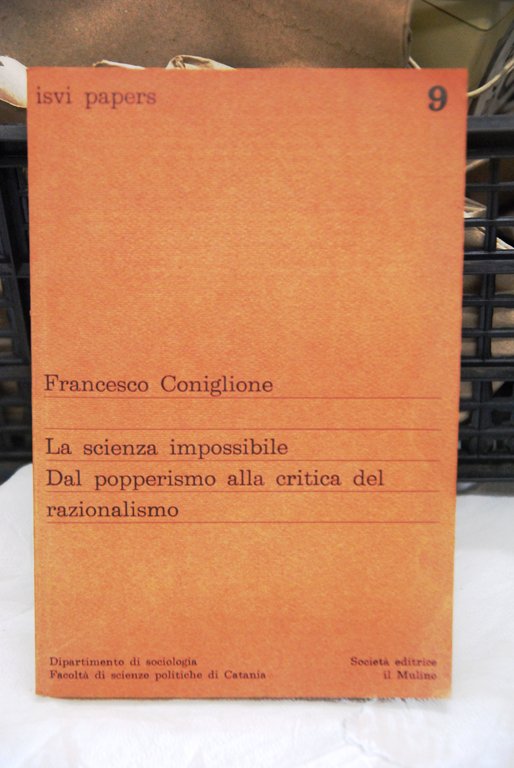 isvi papers 9
Francesco Coniglione
La scienza impossibile
Dal popperismo alla critica del
razionalismo
Dipartimento di sociologia
Facoltà di scienze politiche di Catania
Società editrice
il Mulino